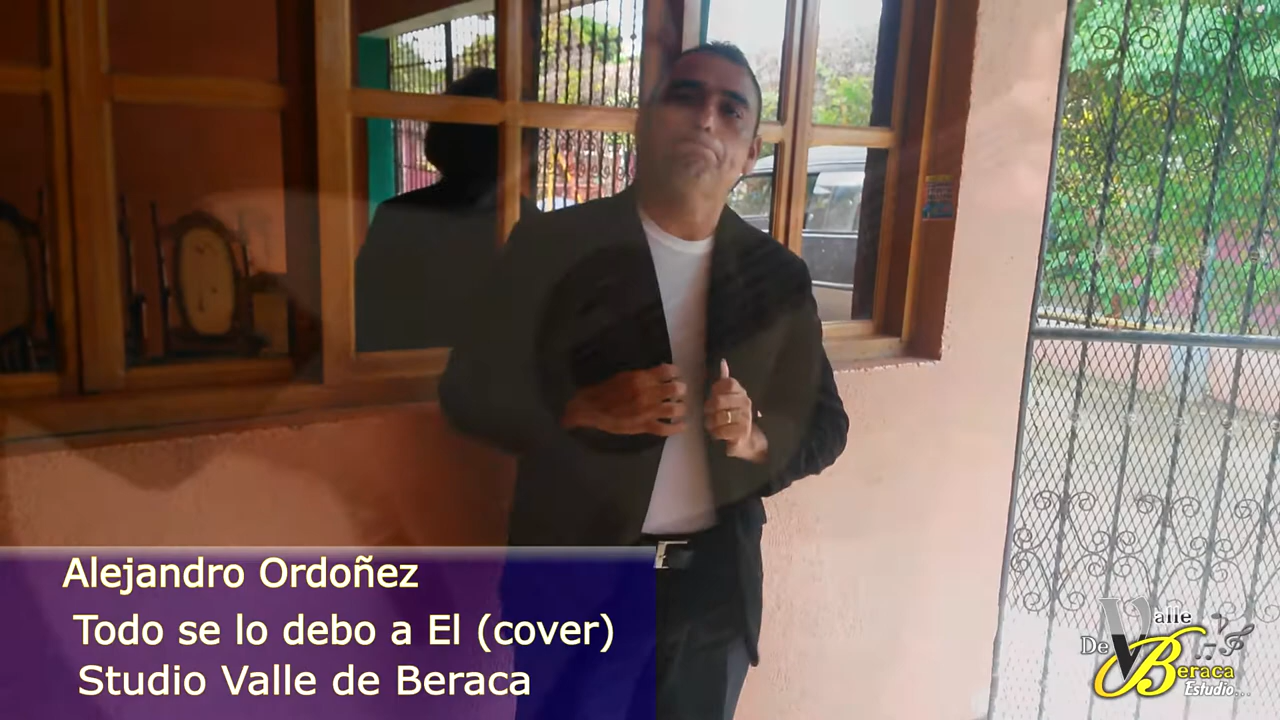 Alejandro Ordoñez
Todo se lo debo a El (cover)
Studio Valle de Beraca
Valle
De Beraca
Estudio...